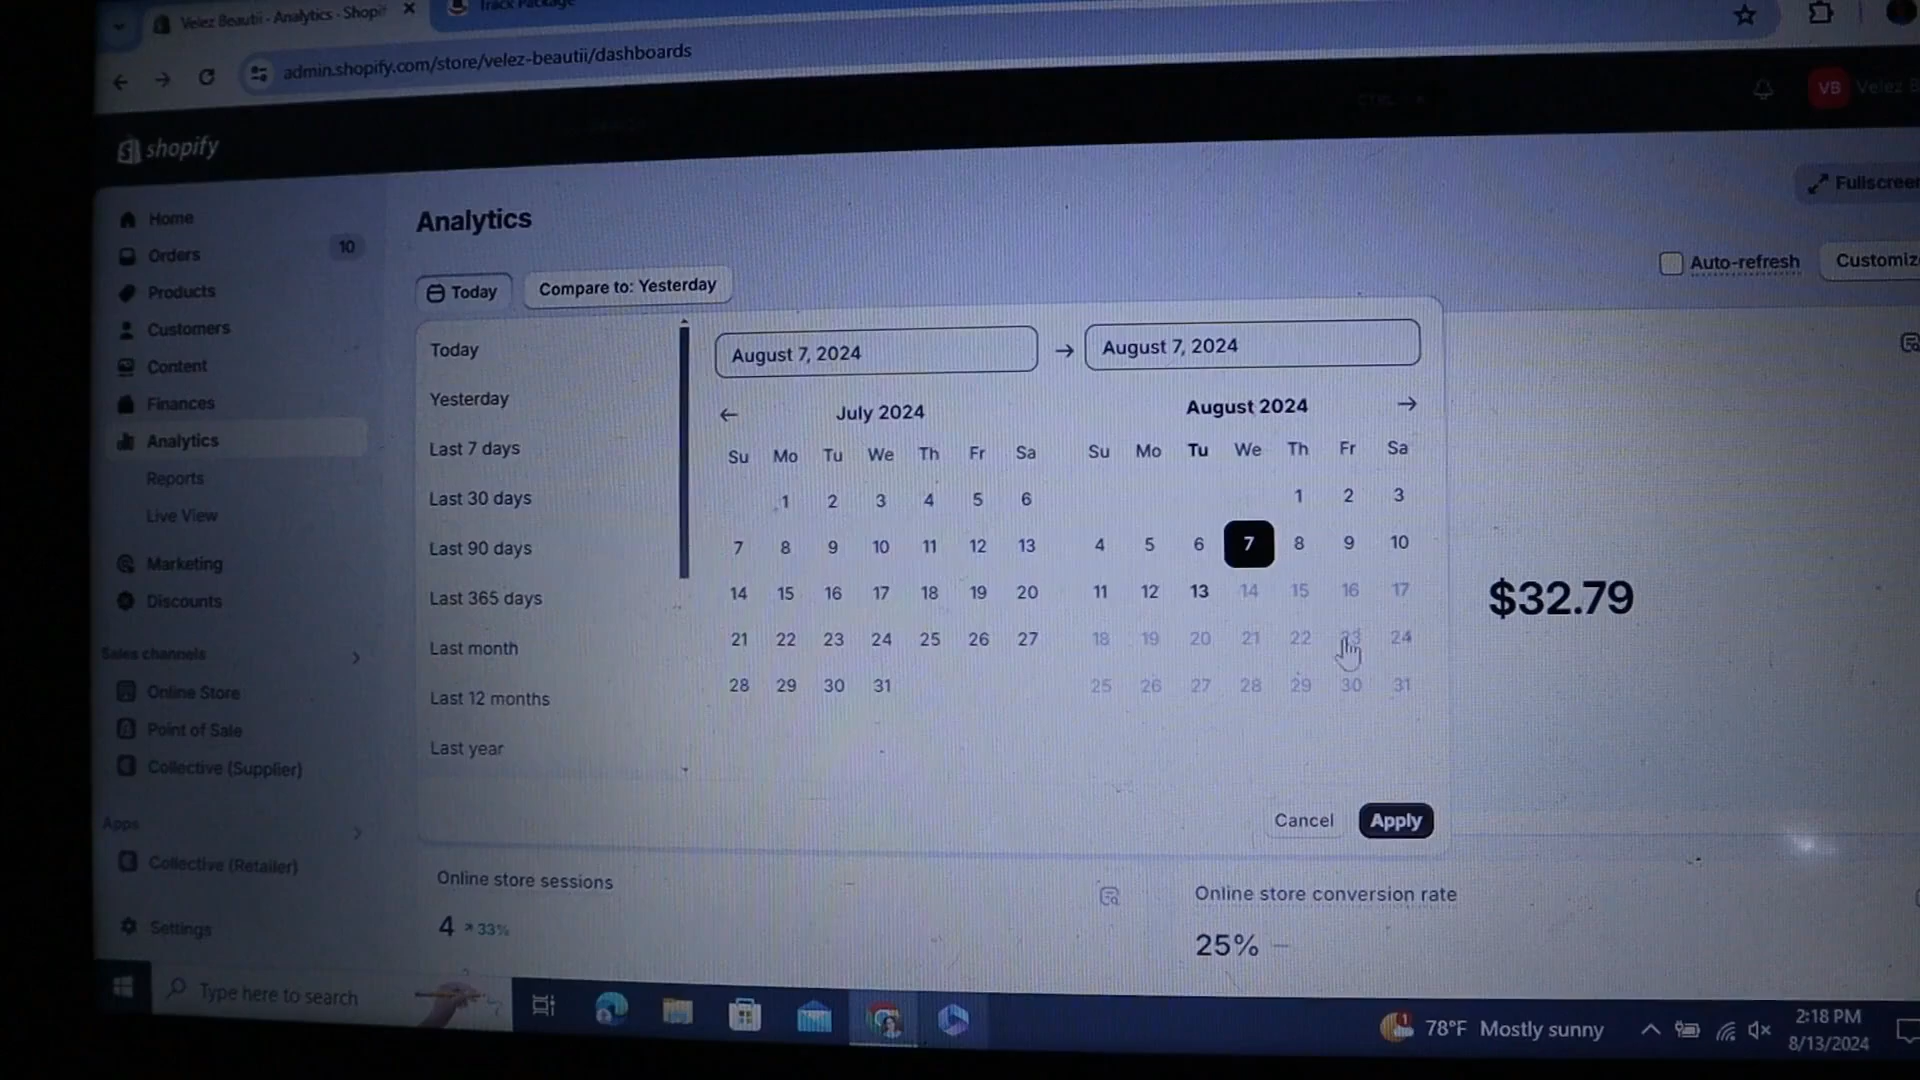 Velez Beautii - Analytics - Shopif
Track Package
admin.shopify.com/store/velez-beautii/dashboards
VB
Velez B
shopify
Home
Orders
10
Products
Customers
Content
Finances
Analytics
Reports
Live View
Marketing
Discounts
Sales channels
Online Store
Point of Sale
Collective (Supplier)
Apps
Collective (Retailer)
Settings
Analytics
Fullscreen
Auto-refresh
Customiz
Today
Compare to: Yesterday
Today
Yesterday
Last 7 days
Last 30 days
Last 90 days
Last 365 days
Last month
Last 12 months
Last year
August 7, 2024 → August 7, 2024
July 2024
Su Mo Tu We Th Fr Sa
1 2 3 4 5 6
7 8 9 10 11 12 13
14 15 16 17 18 19 20
21 22 23 24 25 26 27
28 29 30 31
August 2024
Su Mo Tu We Th Fr Sa
1 2 3
4 5 6 7 8 9 10
11 12 13 14 15 16 17
18 19 20 21 22 23 24
25 26 27 28 29 30 31
Cancel
Apply
$32.79
Online store sessions
4 33%
Online store conversion rate
25% —
Type here to search
1
78°F Mostly sunny
2:18 PM
8/13/2024